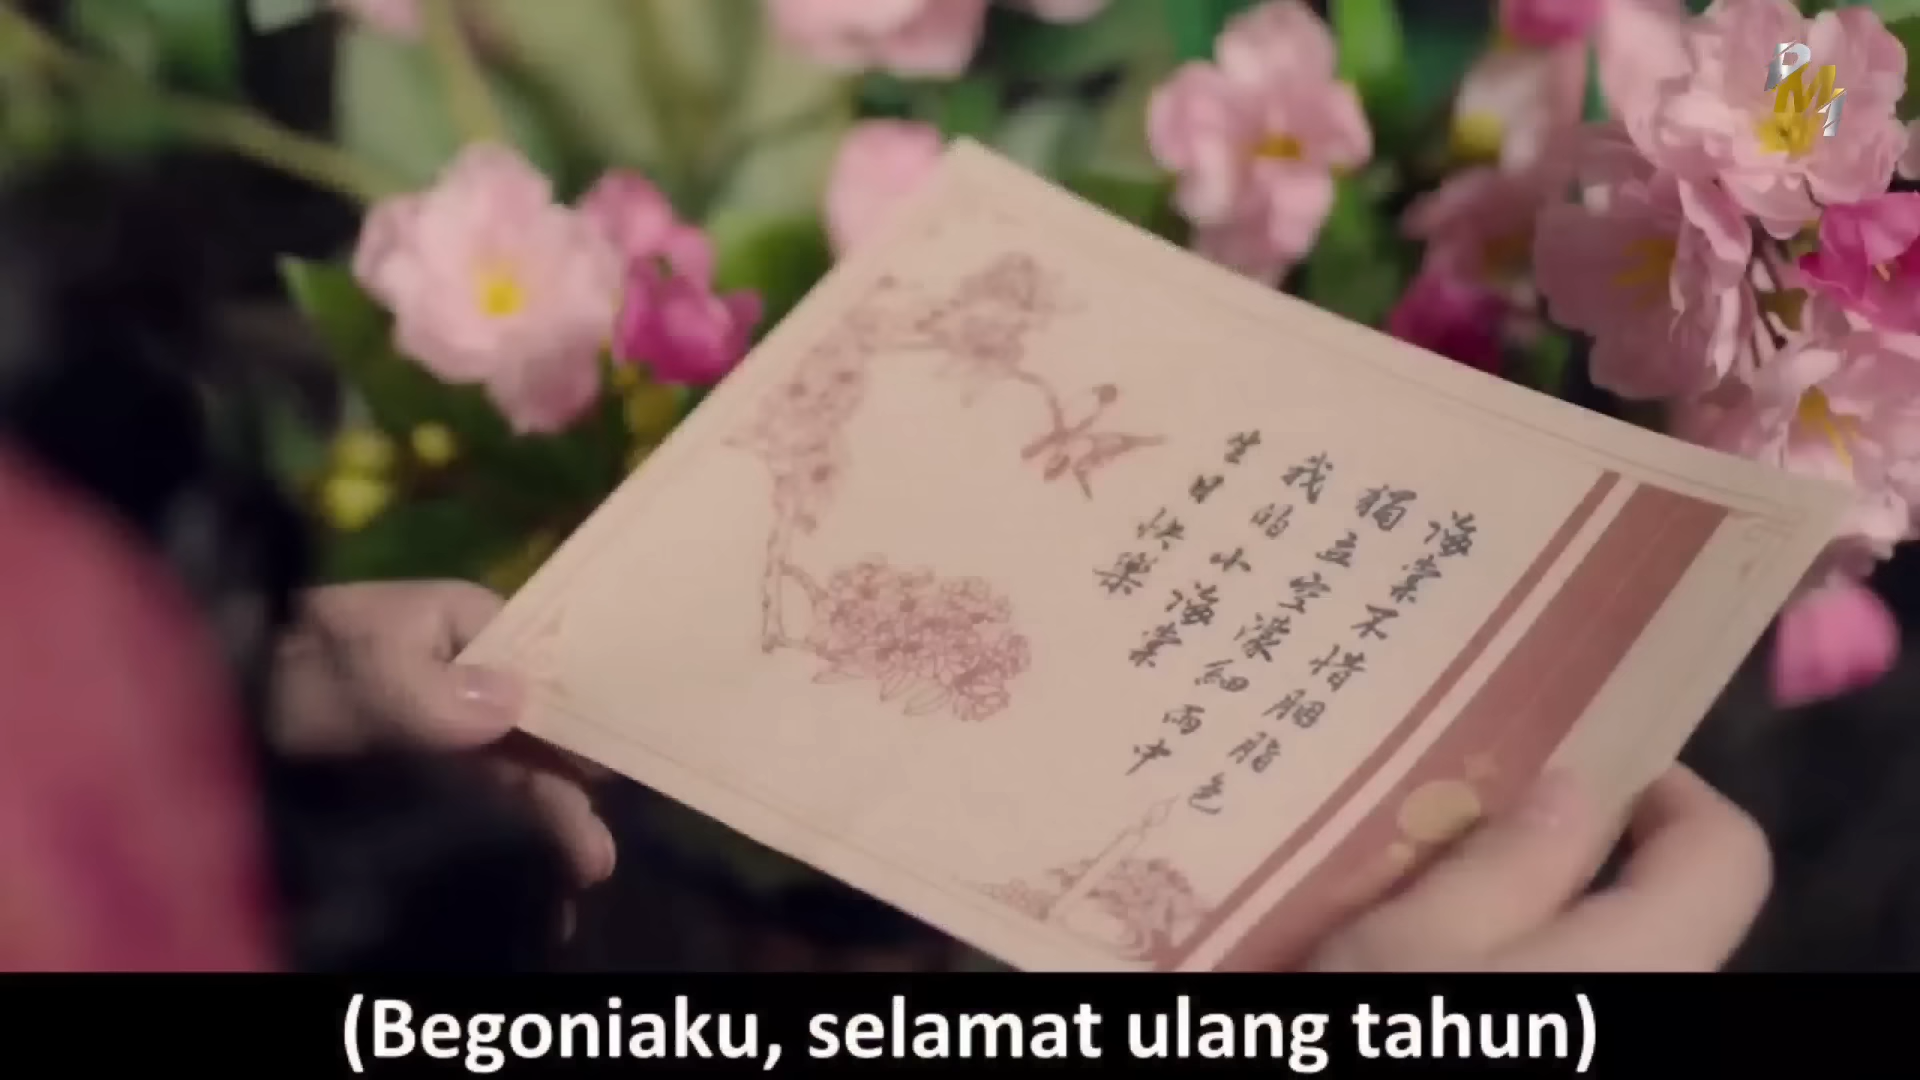 海棠不惜胭脂色
獨立空濛細雨中
我的小海棠
生日快樂
PM1
(Begoniaku, selamat ulang tahun)